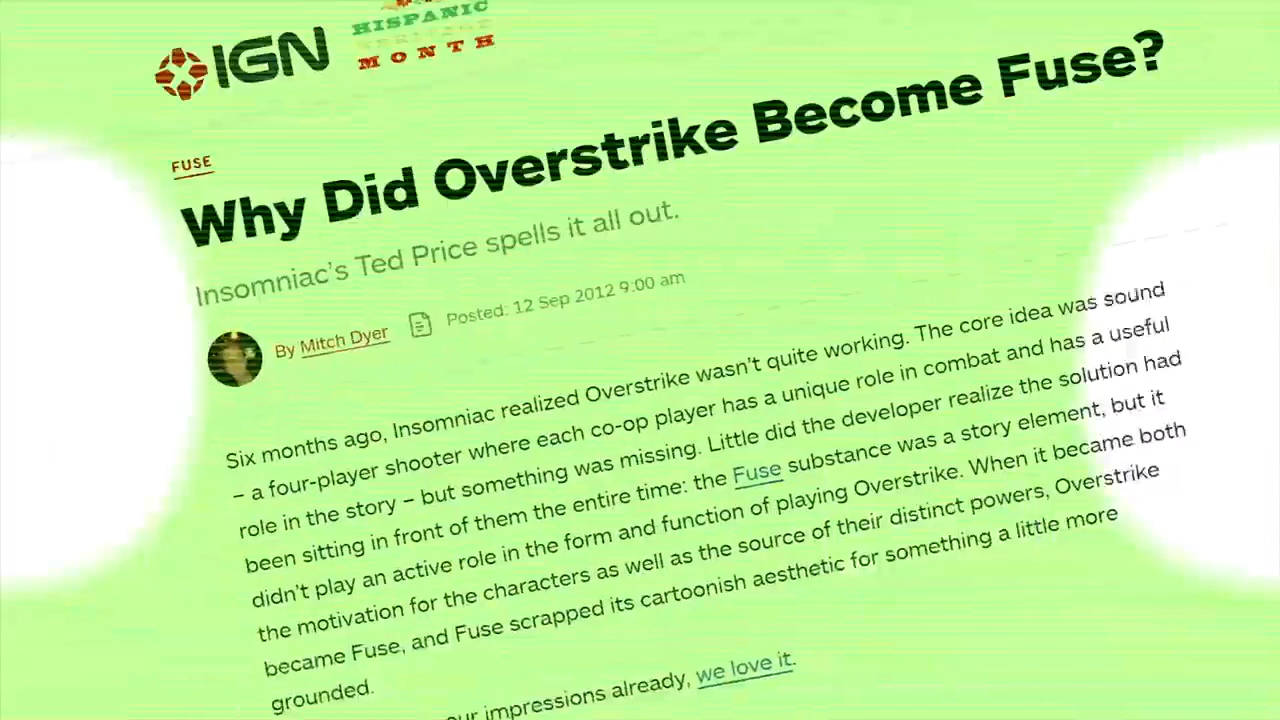 IGN
HISPANIC
HERITAGE
MONTH
FUSE
Why Did Overstrike Become Fuse?
Insomniac's Ted Price spells it all out.
By Mitch Dyer Posted: 12 Sep 2012 9:00 am
Six months ago, Insomniac realized Overstrike wasn't quite working. The core idea was sound
– a four-player shooter where each co-op player has a unique role in combat and has a useful
role in the story – but something was missing. Little did the developer realize the solution had
been sitting in front of them the entire time: the Fuse substance was a story element, but it
didn't play an active role in the form and function of playing Overstrike. When it became both
the motivation for the characters as well as the source of their distinct powers, Overstrike
became Fuse, and Fuse scrapped its cartoonish aesthetic for something a little more
grounded.
our impressions already, we love it.